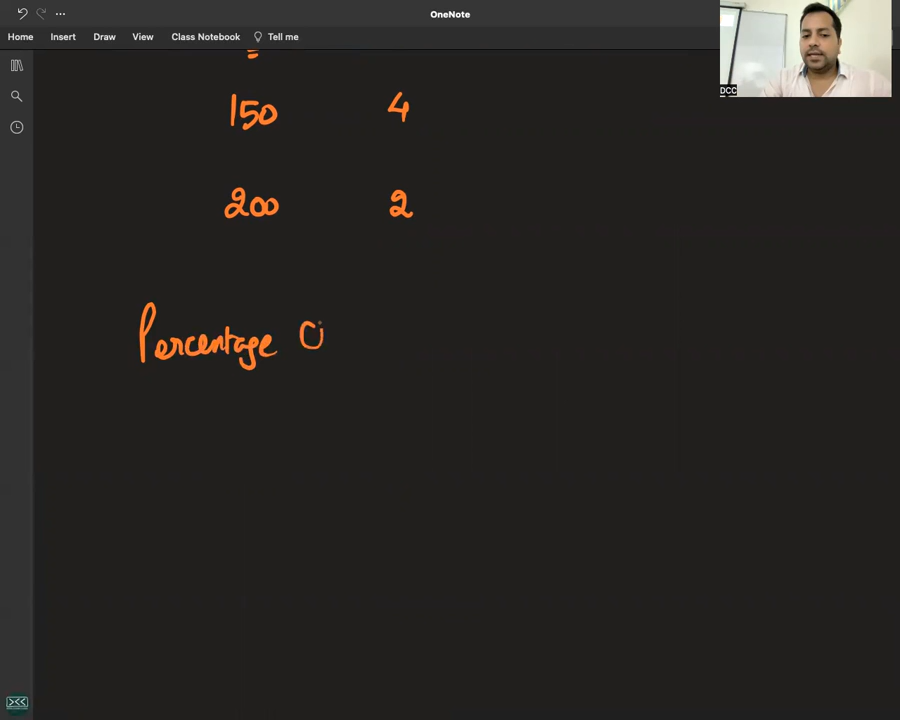 OneNote
Home Insert Draw View Class Notebook Tell me
DCC
150 4
200 2
Percentage